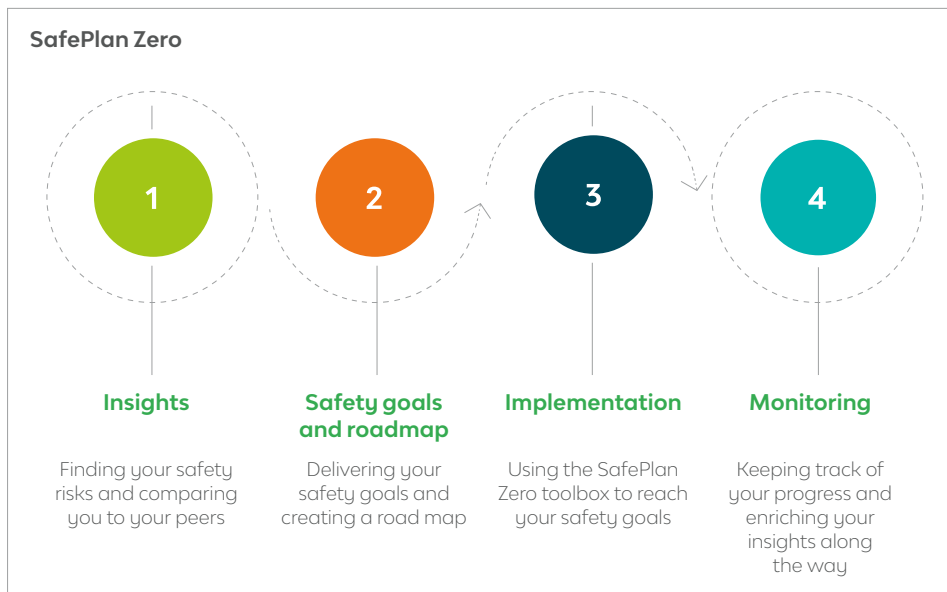 SafePlan Zero
1
2
3
4
Insights
Finding your safety
risks and comparing
you to your peers
Safety goals
and roadmap
Delivering your
safety goals and
creating a road map
Implementation
Using the SafePlan
Zero toolbox to reach
your safety goals
Monitoring
Keeping track of
your progress and
enriching your
insights along
the way